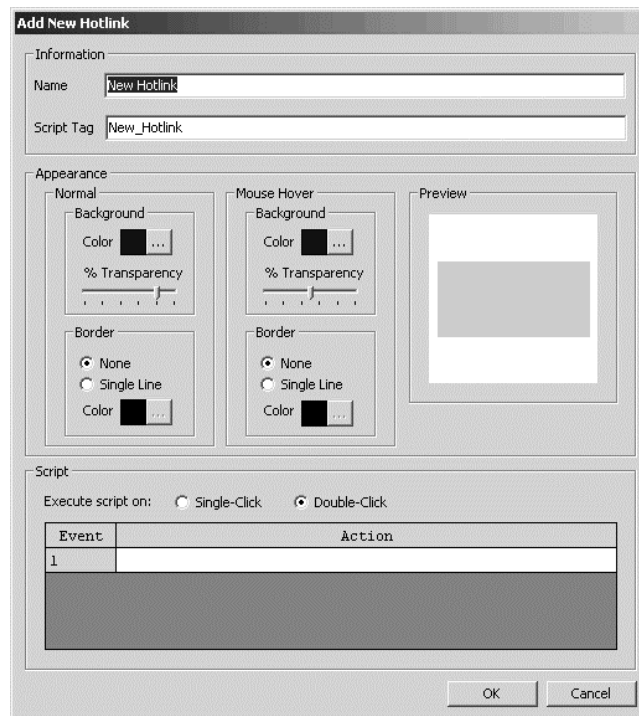 Add New Hotlink
Information
Name New Hotlink
Script Tag New_Hotlink
Appearance
Normal
Background
Color ...
% Transparency
Border
None
Single Line
Color ...
Mouse Hover
Background
Color ...
% Transparency
Border
None
Single Line
Color ...
Preview
Script
Execute script on: Single-Click Double-Click
Event Action
1
OK Cancel